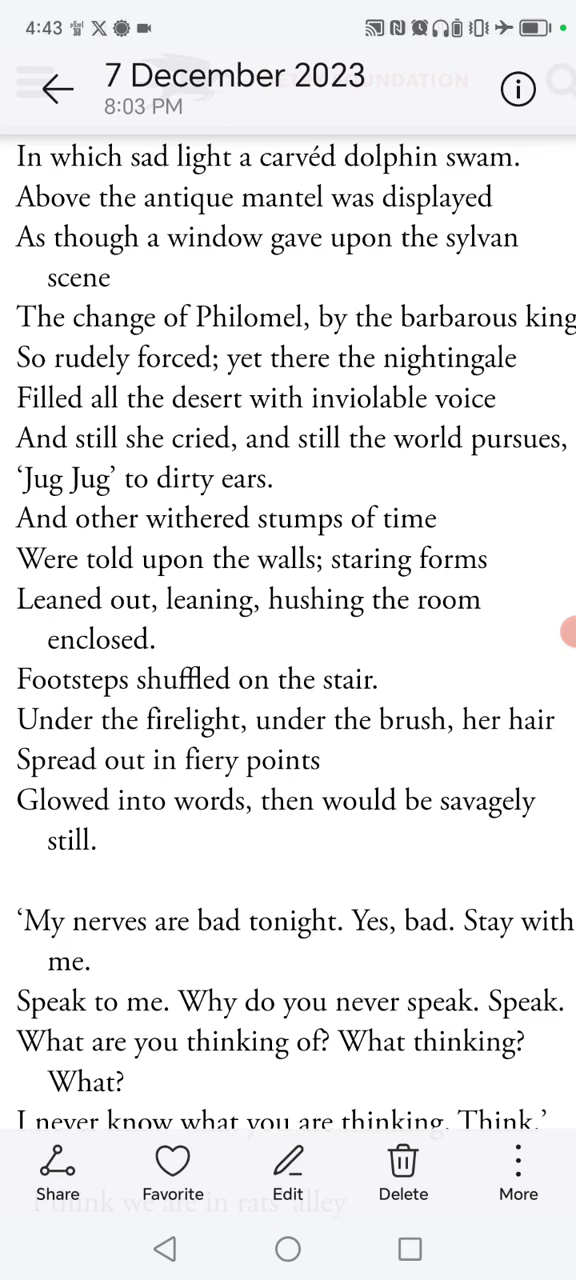 4:43
7 December 2023
8:03 PM
FOUNDATION
In which sad light a carvéd dolphin swam.
Above the antique mantel was displayed
As though a window gave upon the sylvan
scene
The change of Philomel, by the barbarous king
So rudely forced; yet there the nightingale
Filled all the desert with inviolable voice
And still she cried, and still the world pursues,
‘Jug Jug’ to dirty ears.
And other withered stumps of time
Were told upon the walls; staring forms
Leaned out, leaning, hushing the room
enclosed.
Footsteps shuffled on the stair.
Under the firelight, under the brush, her hair
Spread out in fiery points
Glowed into words, then would be savagely
still.
‘My nerves are bad tonight. Yes, bad. Stay with
me.
Speak to me. Why do you never speak. Speak.
What are you thinking of? What thinking?
What?
I never know what you are thinking. Think.’
I think we are in rats’ alley
Share Favorite Edit Delete More